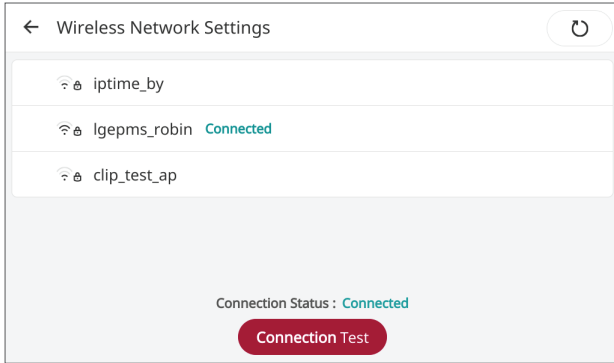 Wireless Network Settings
iptime_by
lgepms_robin Connected
clip_test_ap
Connection Status : Connected
Connection Test